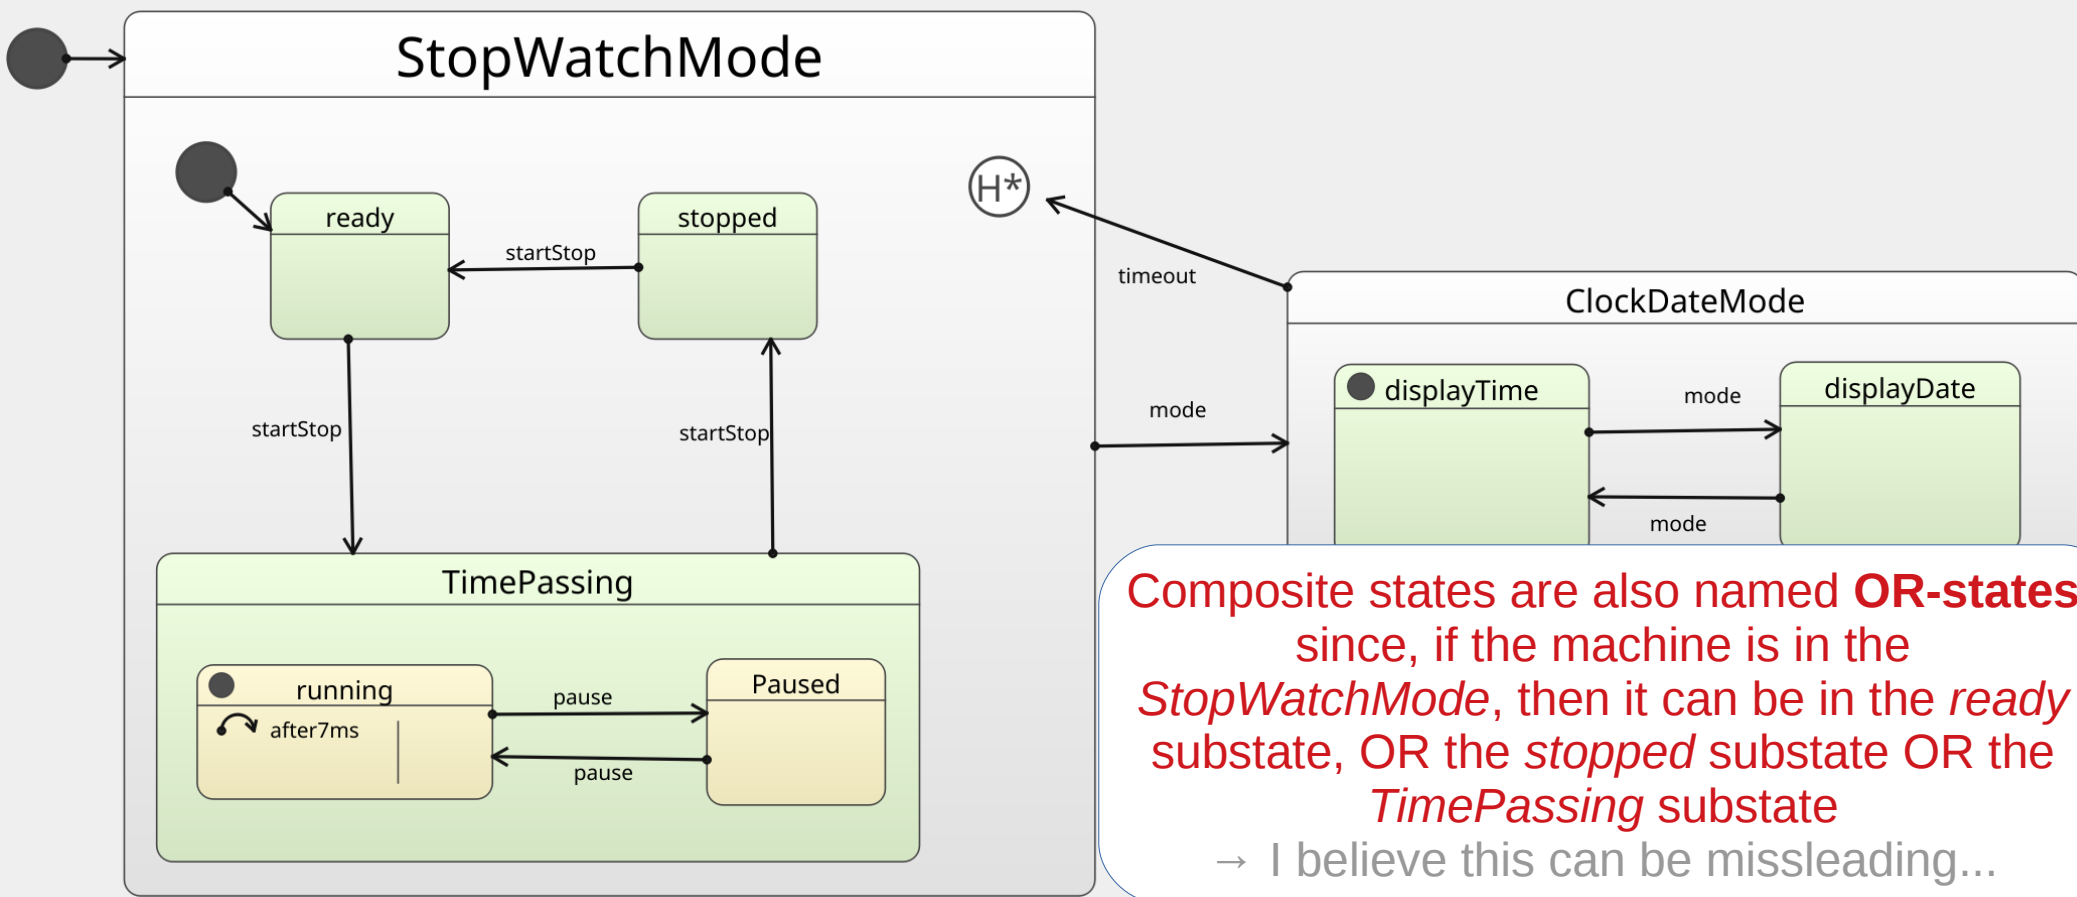 StopWatchMode
H*
ready
stopped
startStop
timeout
ClockDateMode
displayTime
mode
displayDate
mode
startStop
startStop
mode
TimePassing
running
pause
Paused
after7ms
pause
Composite states are also named OR-states
since, if the machine is in the
StopWatchMode, then it can be in the ready
substate, OR the stopped substate OR the
TimePassing substate
→ I believe this can be missleading...